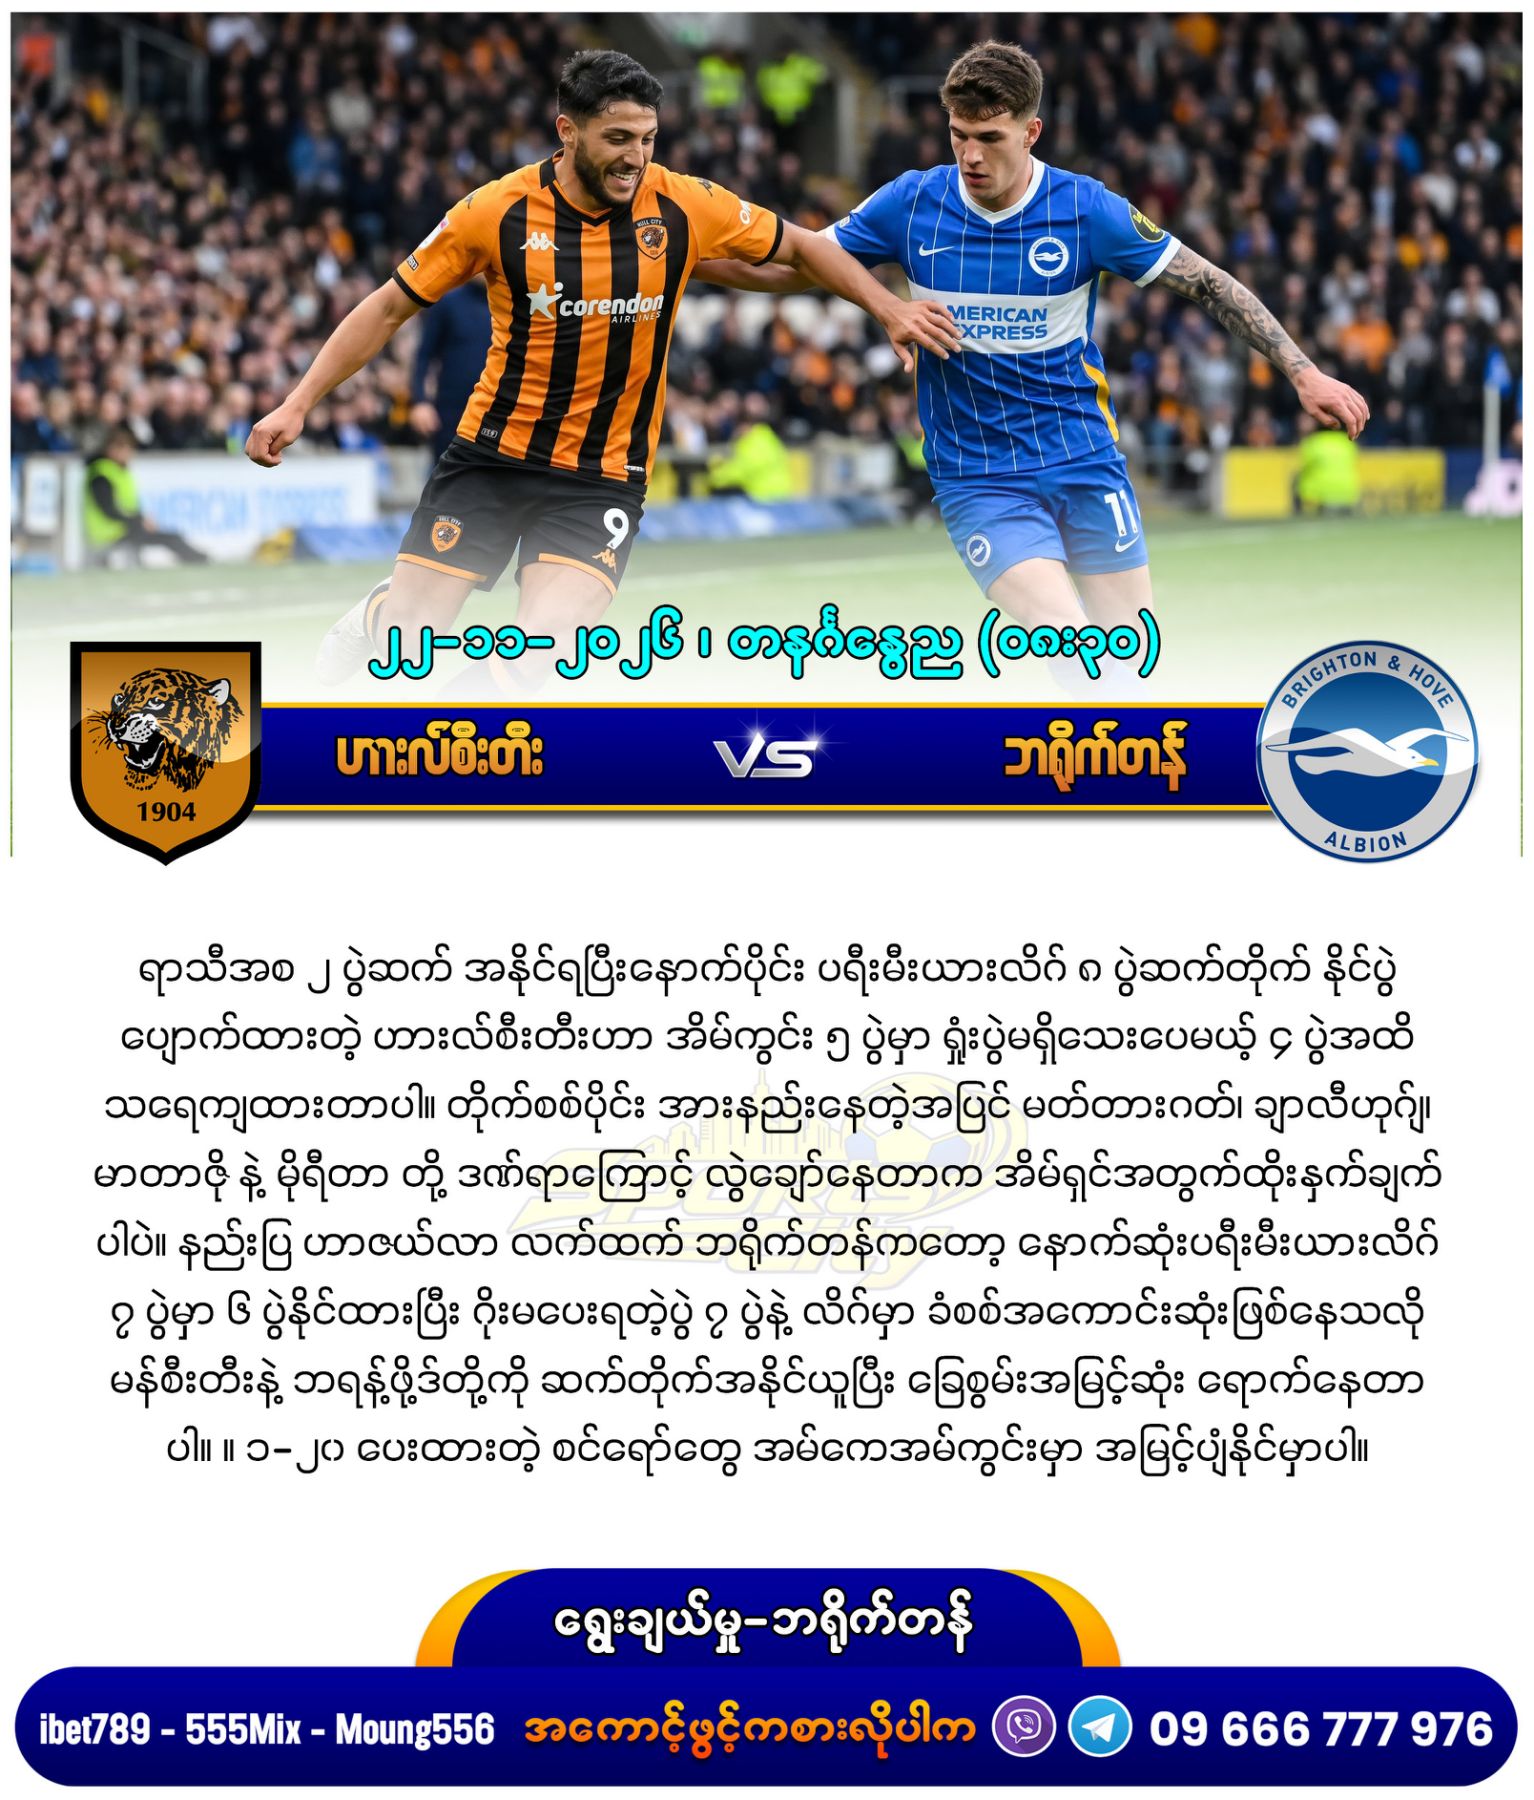 HULL CITY
corendon
AIRLINES
MERICAN
EXPRESS
9
11
၂၂-၁၁-၂၀၂၆ ၊ တနင်္ဂနွေည (၀၈း၃၀)
1904
ဟားလ်စီးတီး
VS
ဘရိုက်တန်
BRIGHTON & HOVE
ALBION
ရာသီအစ ၂ ပွဲဆက် အနိုင်ရပြီးနောက်ပိုင်း ပရီးမီးယားလိဂ် ၈ ပွဲဆက်တိုက် နိုင်ပွဲ
ပျောက်ထားတဲ့ ဟားလ်စီးတီးဟာ အိမ်ကွင်း ၅ ပွဲမှာ ရှုံးပွဲမရှိသေးပေမယ့် ၄ ပွဲအထိ
သရေကျထားတာပါ။ တိုက်စစ်ပိုင်း အားနည်းနေတဲ့အပြင် မတ်တားဂတ်၊ ချာလီဟုဂ်ျ၊
မာတာဇို နဲ့ မိုရီတာ တို့ ဒဏ်ရာကြောင့် လွဲချော်နေတာက အိမ်ရှင်အတွက်ထိုးနှက်ချက်
ပါပဲ။ နည်းပြ ဟာဇယ်လာ လက်ထက် ဘရိုက်တန်ကတော့ နောက်ဆုံးပရီးမီးယားလိဂ်
၇ ပွဲမှာ ၆ ပွဲနိုင်ထားပြီး ဂိုးမပေးရတဲ့ပွဲ ၇ ပွဲနဲ့ လိဂ်မှာ ခံစစ်အကောင်းဆုံးဖြစ်နေသလို
မန်စီးတီးနဲ့ ဘရန့်ဖို့ဒ်တို့ကို ဆက်တိုက်အနိုင်ယူပြီး ခြေစွမ်းအမြင့်ဆုံး ရောက်နေတာ
ပါ။ ။ ၁-၂၀ ပေးထားတဲ့ စင်ရော်တွေ အမ်ကေအမ်ကွင်းမှာ အမြင့်ပျံနိုင်မှာပါ။
SPORTS
City
ရွေးချယ်မှု-ဘရိုက်တန်
ibet789 - 555Mix - Moung556 အကောင့်ဖွင့်ကစားလိုပါက 09 666 777 976